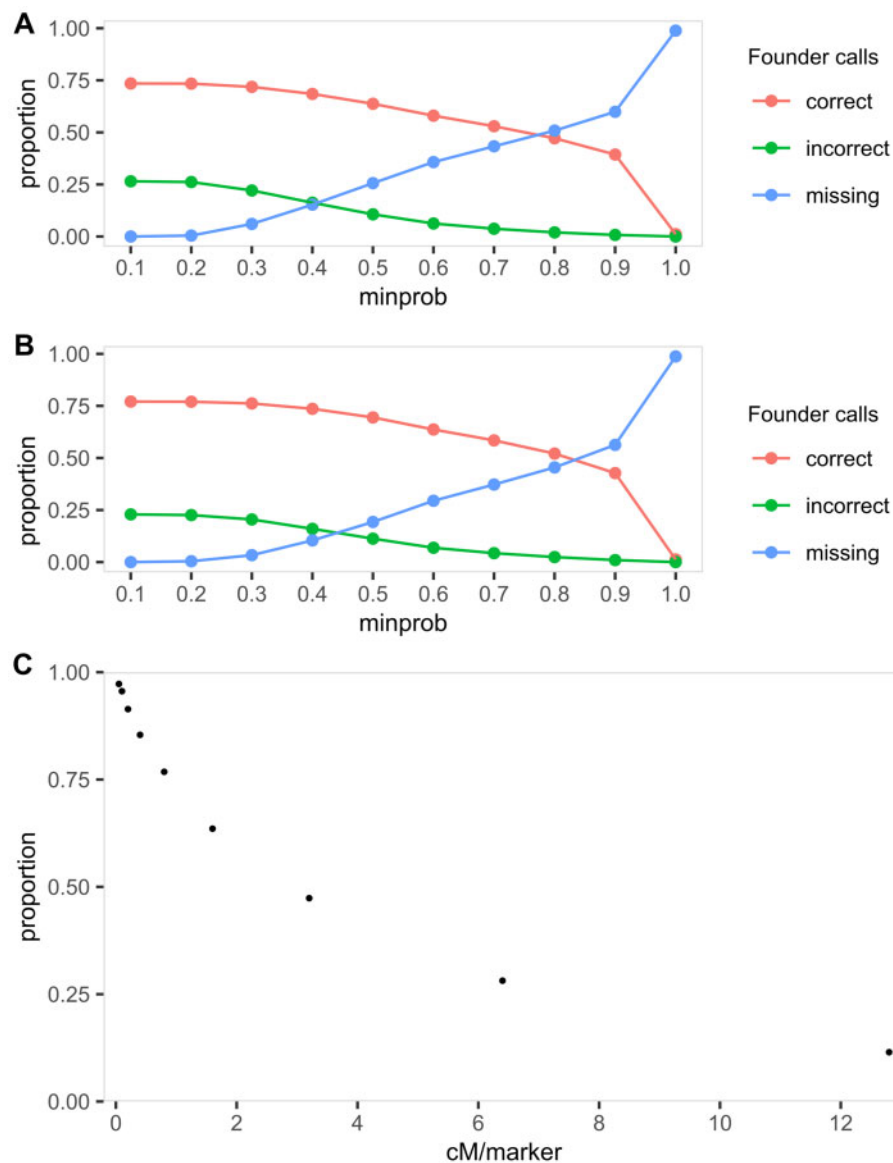 A
1.00
0.75
0.50
0.25
0.00
proportion
0.1 0.2 0.3 0.4 0.5 0.6 0.7 0.8 0.9 1.0
minprob
Founder calls
correct
incorrect
missing
B
1.00
0.75
0.50
0.25
0.00
proportion
0.1 0.2 0.3 0.4 0.5 0.6 0.7 0.8 0.9 1.0
minprob
Founder calls
correct
incorrect
missing
C
1.00
0.75
0.50
0.25
0.00
proportion
0 2 4 6 8 10 12
cM/marker